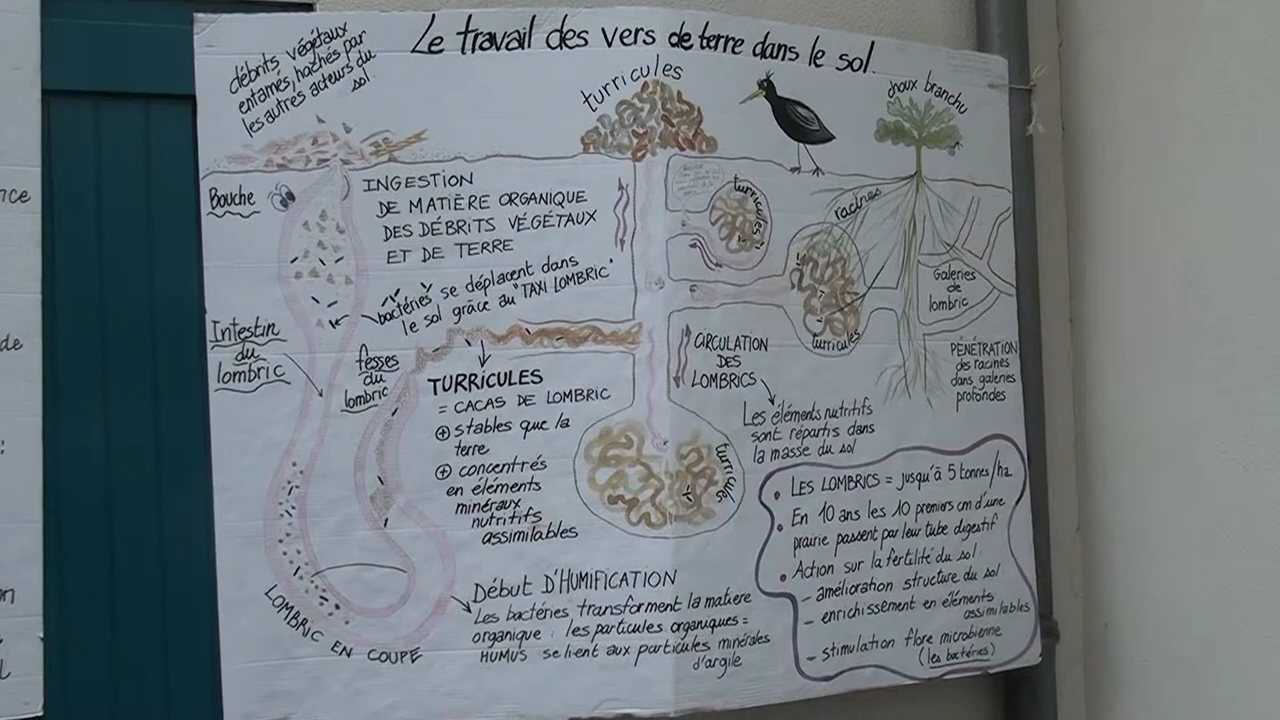 Le travail des vers de terre dans le sol.
débrits végétaux
entamés, hachés par
les autres acteurs du
sol
turricules
choux branchu
Bouche
INGESTION
DE MATIÈRE ORGANIQUE
DES DÉBRITS VÉGÉTAUX
ET DE TERRE
bactéries se déplacent dans
le sol grâce au "TAXI LOMBRIC"
turricules
racines
turricules
Galeries
de
lombric
Intestin
du
lombric
fesses
du
lombric
TURRICULES
= CACAS DE LOMBRIC
+ stables que la
terre
+ concentrés
en éléments
minéraux
nutritifs
assimilables
CIRCULATION
DES
LOMBRICS
Les éléments nutritifs
sont répartis dans
la masse du sol
PÉNÉTRATION
des racines
dans galeries
profondes
turricules
• LES LOMBRICS = jusqu'à 5 tonnes/ha
• En 10 ans les 10 premiers cm d'une
prairie passent par leur tube digestif
• Action sur la fertilité du sol
- amélioration structure du sol
- enrichissement en éléments
assimilables
- stimulation flore microbienne
(les bactéries)
LOMBRIC EN COUPE
Début D'HUMIFICATION
Les bactéries transforment la matiere
organique : les particules organiques =
HUMUS se lient aux particules minérales
d'argile
nce
de
:
on